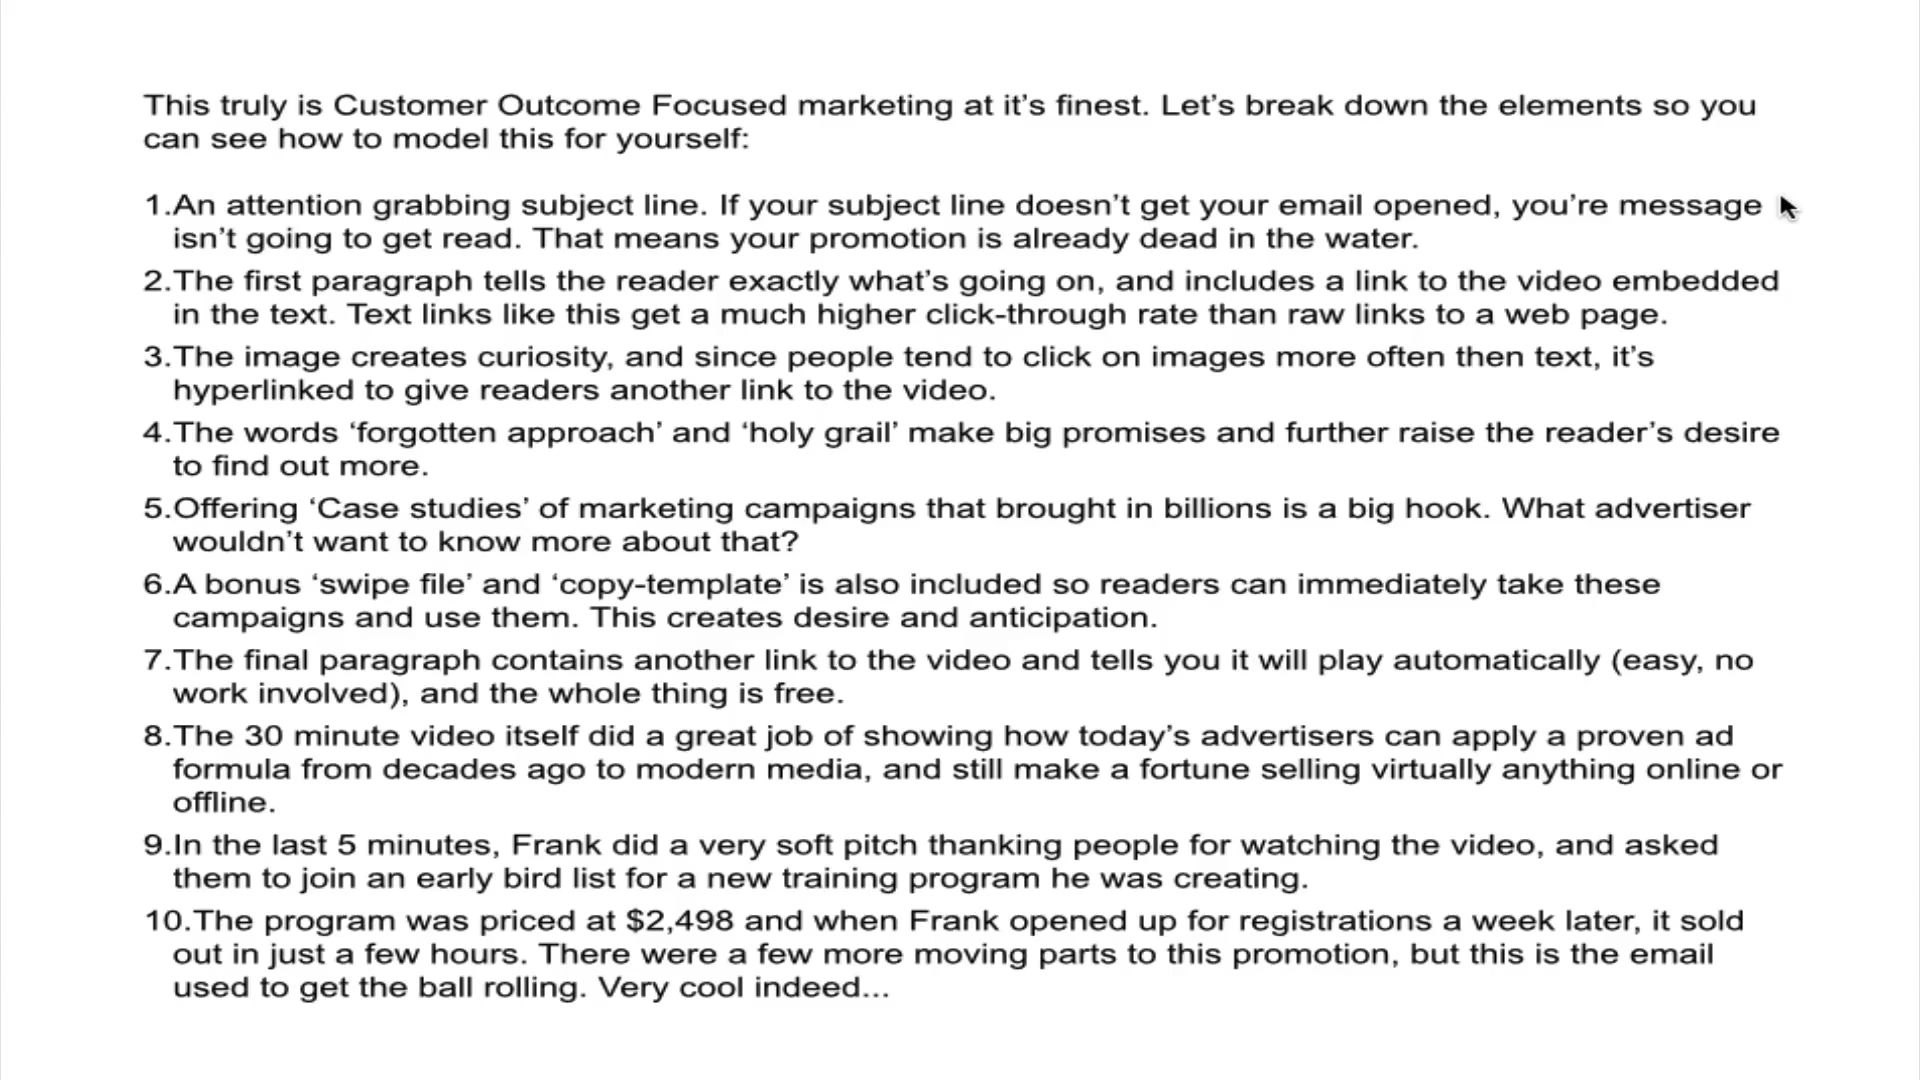 This truly is Customer Outcome Focused marketing at it’s finest. Let’s break down the elements so you
can see how to model this for yourself:
1.An attention grabbing subject line. If your subject line doesn’t get your email opened, you’re message
isn’t going to get read. That means your promotion is already dead in the water.
2.The first paragraph tells the reader exactly what’s going on, and includes a link to the video embedded
in the text. Text links like this get a much higher click-through rate than raw links to a web page.
3.The image creates curiosity, and since people tend to click on images more often then text, it’s
hyperlinked to give readers another link to the video.
4.The words ‘forgotten approach’ and ‘holy grail’ make big promises and further raise the reader’s desire
to find out more.
5.Offering ‘Case studies’ of marketing campaigns that brought in billions is a big hook. What advertiser
wouldn’t want to know more about that?
6.A bonus ‘swipe file’ and ‘copy-template’ is also included so readers can immediately take these
campaigns and use them. This creates desire and anticipation.
7.The final paragraph contains another link to the video and tells you it will play automatically (easy, no
work involved), and the whole thing is free.
8.The 30 minute video itself did a great job of showing how today’s advertisers can apply a proven ad
formula from decades ago to modern media, and still make a fortune selling virtually anything online or
offline.
9.In the last 5 minutes, Frank did a very soft pitch thanking people for watching the video, and asked
them to join an early bird list for a new training program he was creating.
10.The program was priced at $2,498 and when Frank opened up for registrations a week later, it sold
out in just a few hours. There were a few more moving parts to this promotion, but this is the email
used to get the ball rolling. Very cool indeed...